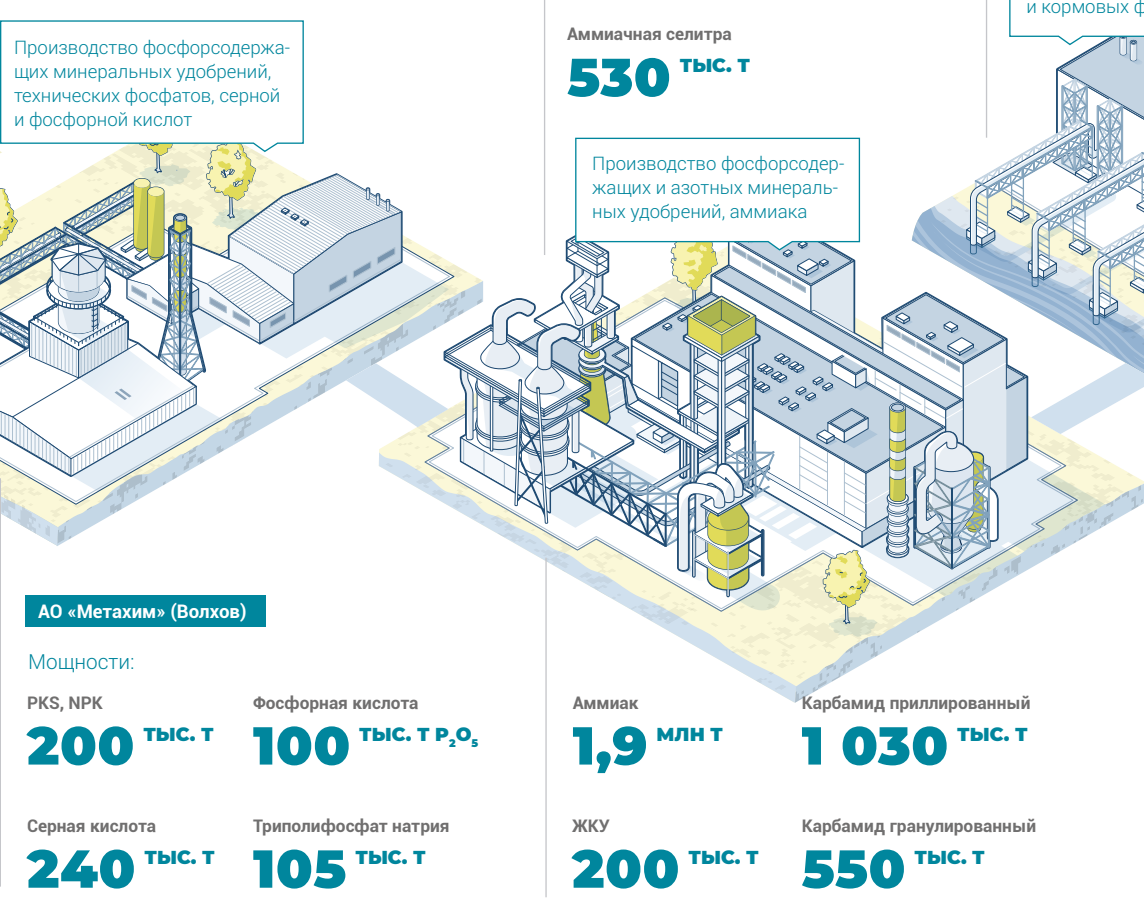 Производство фосфорсодержа-
щих минеральных удобрений,
технических фосфатов, серной
и фосфорной кислот
Аммиачная селитра
530 ТЫС. Т
Производство фосфорсодер-
жащих и азотных минераль-
ных удобрений, аммиака
и кормовых ф
АО «Метахим» (Волхов)
Мощности:
PKS, NPK
200 ТЫС. Т
Фосфорная кислота
100 ТЫС. Т P₂O₅
Серная кислота
240 ТЫС. Т
Триполифосфат натрия
105 ТЫС. Т
Аммиак
1,9 МЛН Т
Карбамид приллированный
1 030 ТЫС. Т
ЖКУ
200 ТЫС. Т
Карбамид гранулированный
550 ТЫС. Т